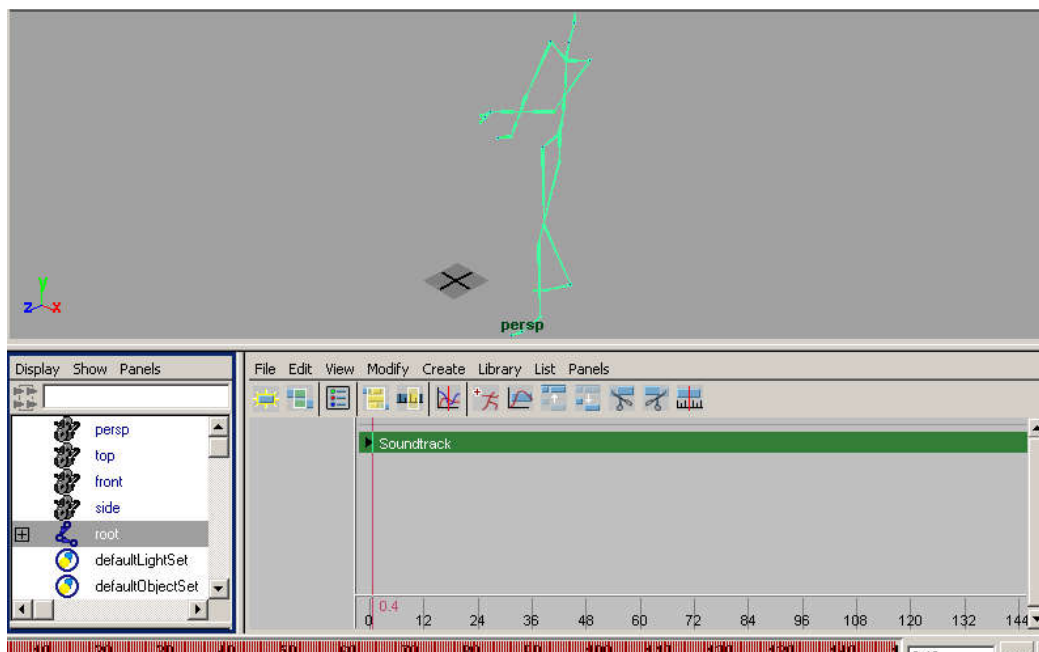 y
z x
persp
Display Show Panels
File Edit View Modify Create Library List Panels
persp
top
front
side
root
defaultLightSet
defaultObjectSet
Soundtrack
0.4
0 12 24 36 48 60 72 84 96 108 120 132 144